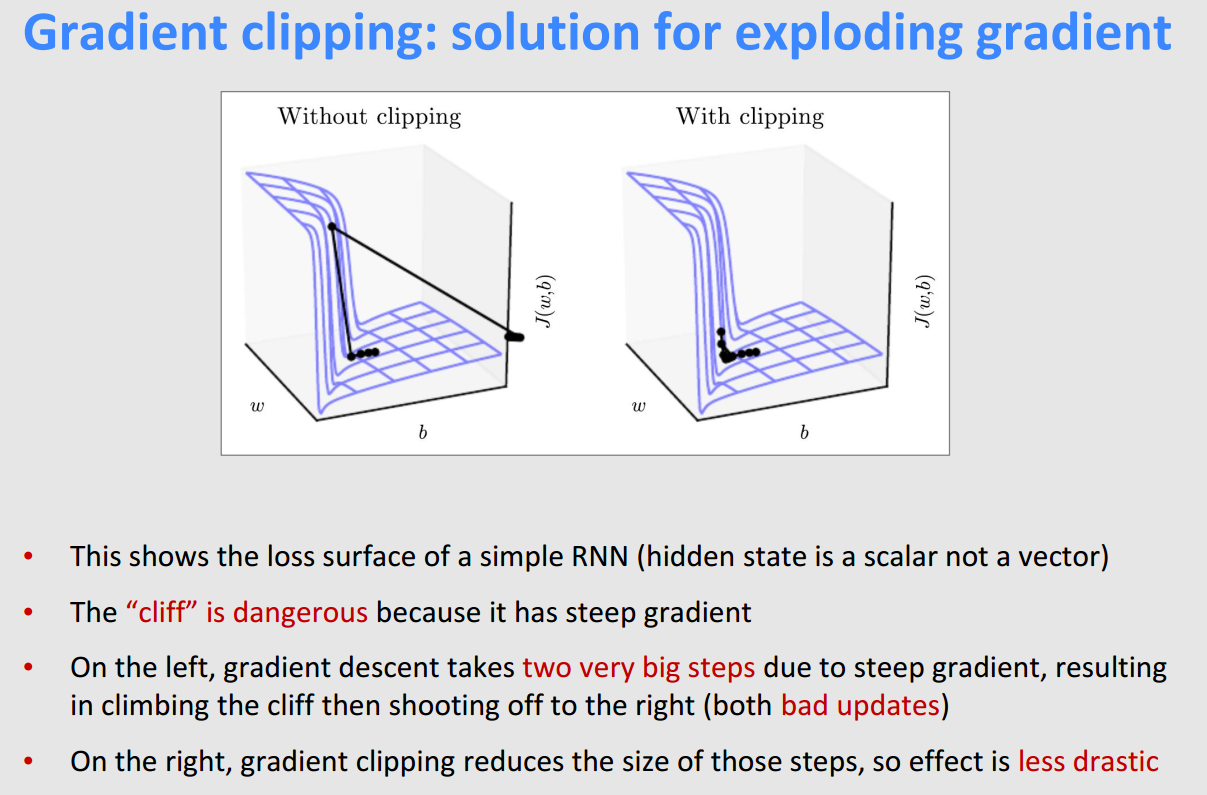 Gradient clipping: solution for exploding gradient
Without clipping
With clipping
J(w,b)
w
b
J(w,b)
w
b
• This shows the loss surface of a simple RNN (hidden state is a scalar not a vector)
• The “cliff” is dangerous because it has steep gradient
• On the left, gradient descent takes two very big steps due to steep gradient, resulting
in climbing the cliff then shooting off to the right (both bad updates)
• On the right, gradient clipping reduces the size of those steps, so effect is less drastic